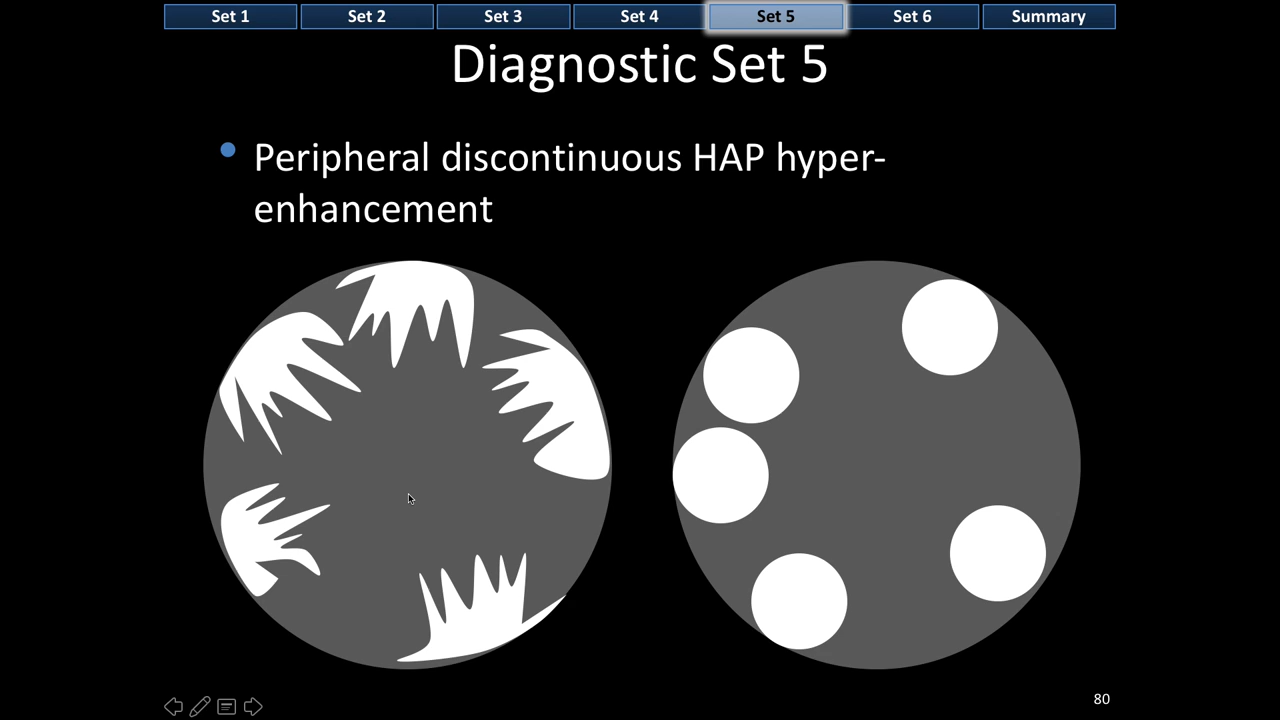 Set 1 Set 2 Set 3 Set 4 Set 5 Set 6 Summary
Diagnostic Set 5
Peripheral discontinuous HAP hyper-
enhancement
80